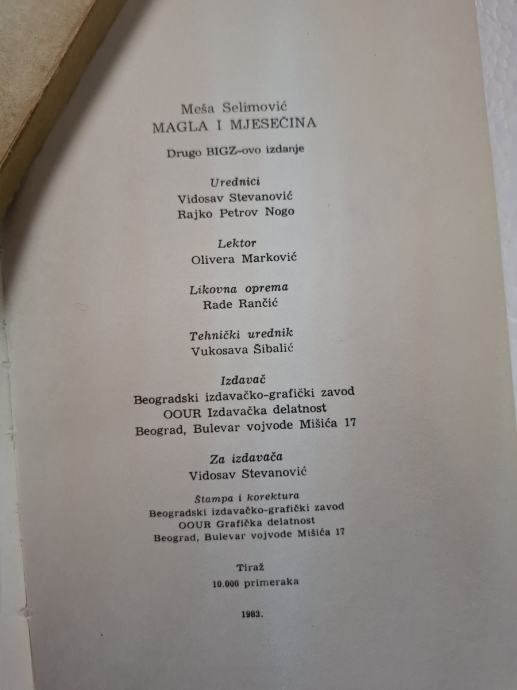 Meša Selimović
MAGLA I MJESEČINA
Drugo BIGZ-ovo izdanje
Urednici
Vidosav Stevanović
Rajko Petrov Nogo
Lektor
Olivera Marković
Likovna oprema
Rade Rančić
Tehnički urednik
Vukosava Šibalić
Izdavač
Beogradski izdavačko-grafički zavod
OOUR Izdavačka delatnost
Beograd, Bulevar vojvode Mišića 17
Za izdavača
Vidosav Stevanović
Štampa i korektura
Beogradski izdavačko-grafički zavod
OOUR Grafička delatnost
Beograd, Bulevar vojvode Mišića 17
Tiraž
10.000 primeraka
1983.